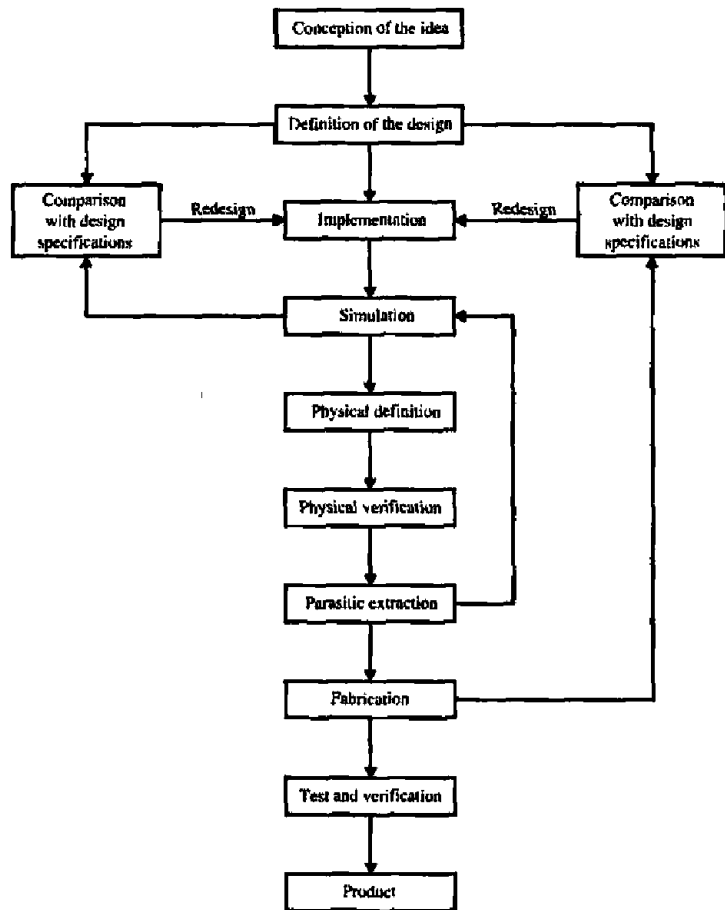 Conception of the idea
Definition of the design
Comparison
with design
specifications
Redesign
Implementation
Redesign
Comparison
with design
specifications
Simulation
Physical definition
Physical verification
Parasitic extraction
Fabrication
Test and verification
Product